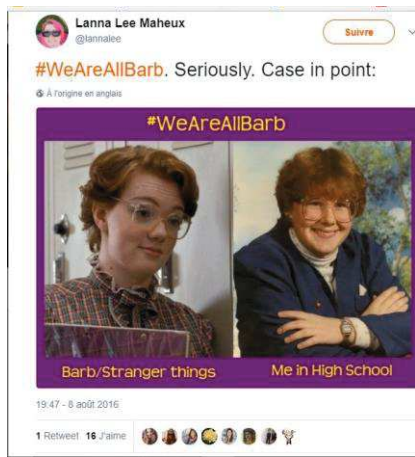 Lanna Lee Maheux
@lannalee
Suivre
#WeAreAllBarb. Seriously. Case in point:
À l'origine en anglais
#WeAreAllBarb
Barb/Stranger things
Me in High School
19:47 - 8 août 2016
1 Retweet 16 J'aime